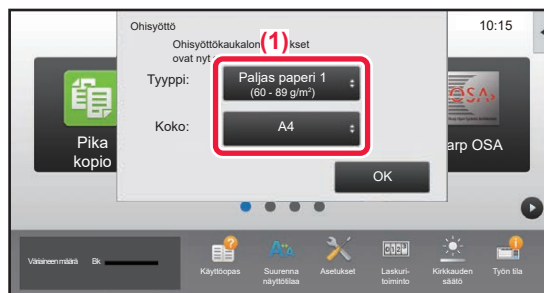 10:15
Ohisyöttö
(1)
Ohisyöttökaukalon kset
ovat nyt
Tyyppi:
Paljas paperi 1
(60 - 89 g/m²)
Koko:
A4
OK
Pika
kopio
arp OSA
Väriaineen määrä
Bk
Käyttöopas
Suurenna
näyttötilaa
Asetukset
Laskuri-
toiminto
Kirkkauden
säätö
Työn tila